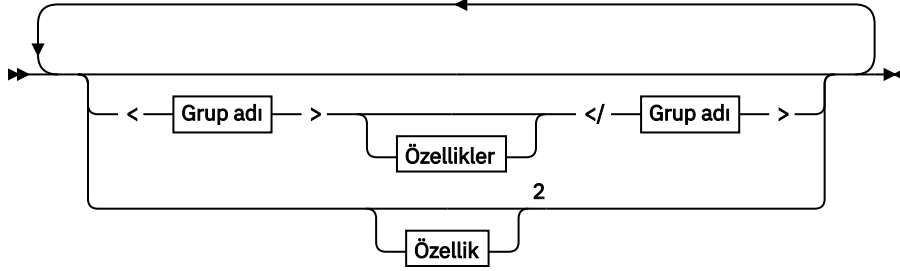 < Grup adı > </ Grup adı >
Özellikler
2
Özellik